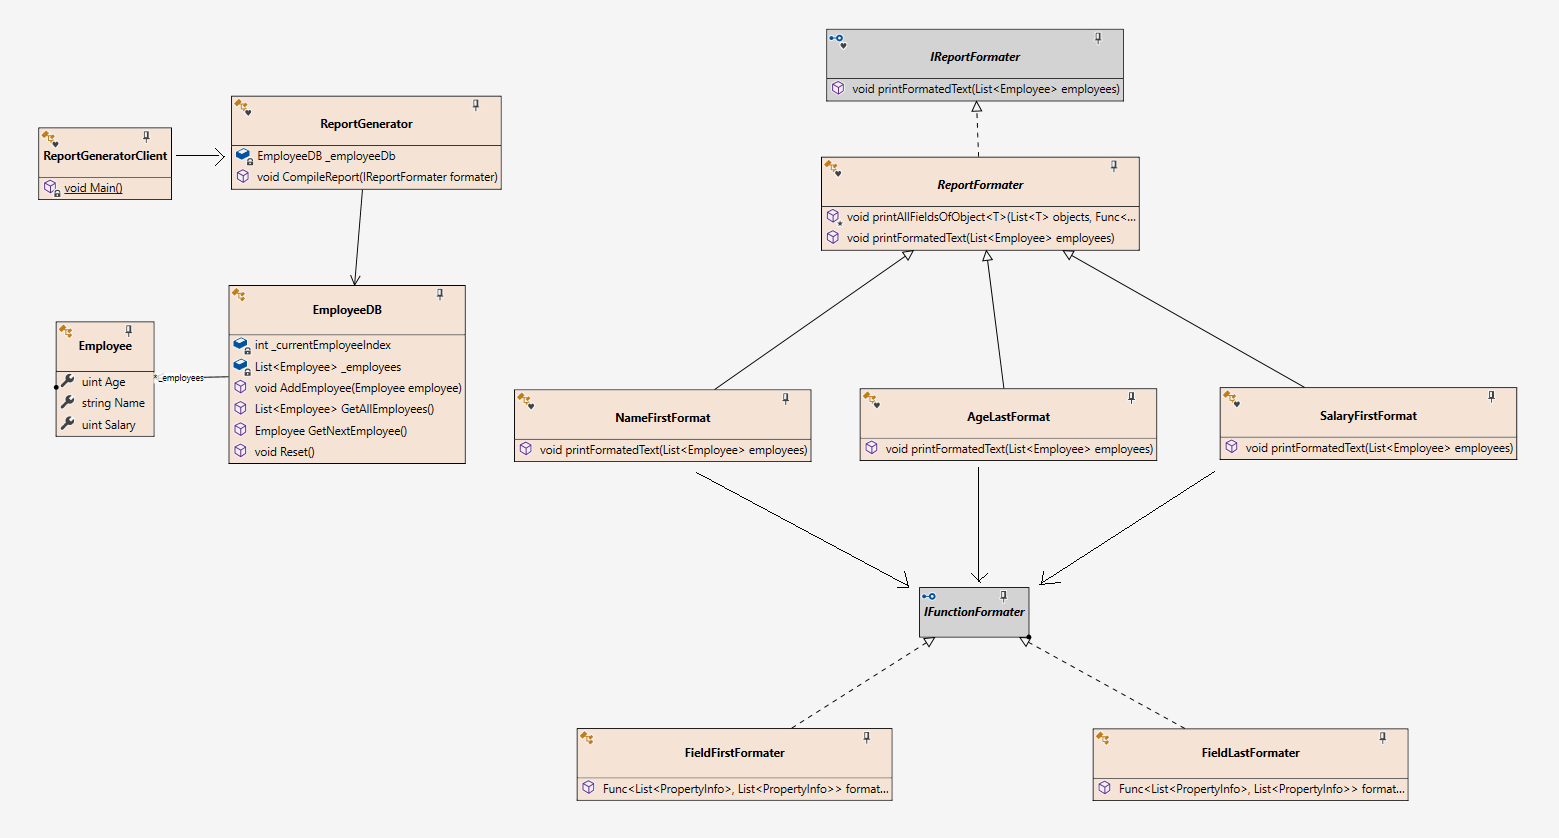 IReportFormater
void printFormatedText(List<Employee> employees)
ReportGenerator
EmployeeDB _employeeDb
void CompileReport(IReportFormater formater)
ReportGeneratorClient
void Main()
ReportFormater
void printAllFieldsOfObject<T>(List<T> objects, Func<...
void printFormatedText(List<Employee> employees)
EmployeeDB
int _currentEmployeeIndex
List<Employee> _employees
void AddEmployee(Employee employee)
List<Employee> GetAllEmployees()
Employee GetNextEmployee()
void Reset()
Employee
uint Age
string Name
uint Salary
*_employees
NameFirstFormat
void printFormatedText(List<Employee> employees)
AgeLastFormat
void printFormatedText(List<Employee> employees)
SalaryFirstFormat
void printFormatedText(List<Employee> employees)
IFunctionFormater
FieldFirstFormater
Func<List<PropertyInfo>, List<PropertyInfo>> format...
FieldLastFormater
Func<List<PropertyInfo>, List<PropertyInfo>> format...